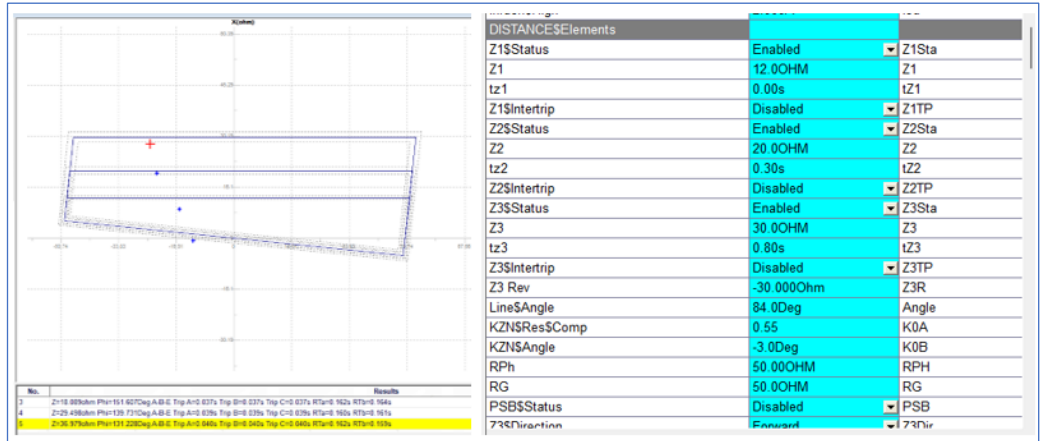 X(ohm)
DISTANCE$Elements
Z1$Status Enabled Z1Sta
Z1 12.0OHM Z1
tz1 0.00s tZ1
Z1$Intertrip Disabled Z1TP
Z2$Status Enabled Z2Sta
Z2 20.0OHM Z2
tz2 0.30s tZ2
Z2$Intertrip Disabled Z2TP
Z3$Status Enabled Z3Sta
Z3 30.0OHM Z3
tz3 0.80s tZ3
Z3$Intertrip Disabled Z3TP
Z3 Rev -30.000Ohm Z3R
Line$Angle 84.0Deg Angle
KZN$Res$Comp 0.55 K0A
KZN$Angle -3.0Deg K0B
RPh 50.00OHM RPH
RG 50.0OHM RG
PSB$Status Disabled PSB
Z3$Direction Forward Z3Dir
No. Results
3 Z=18.889ohm Phi=151.607Deg A-B-E Trip A=0.037s Trip B=0.037s Trip C=0.037s RTa=0.162s RTb=0.164s
4 Z=29.498ohm Phi=139.731Deg A-B-E Trip A=0.039s Trip B=0.039s Trip C=0.039s RTa=0.162s RTb=0.161s
5 Z=36.979ohm Phi=131.228Deg A-B-E Trip A=0.040s Trip B=0.040s Trip C=0.040s RTa=0.162s RTb=0.159s